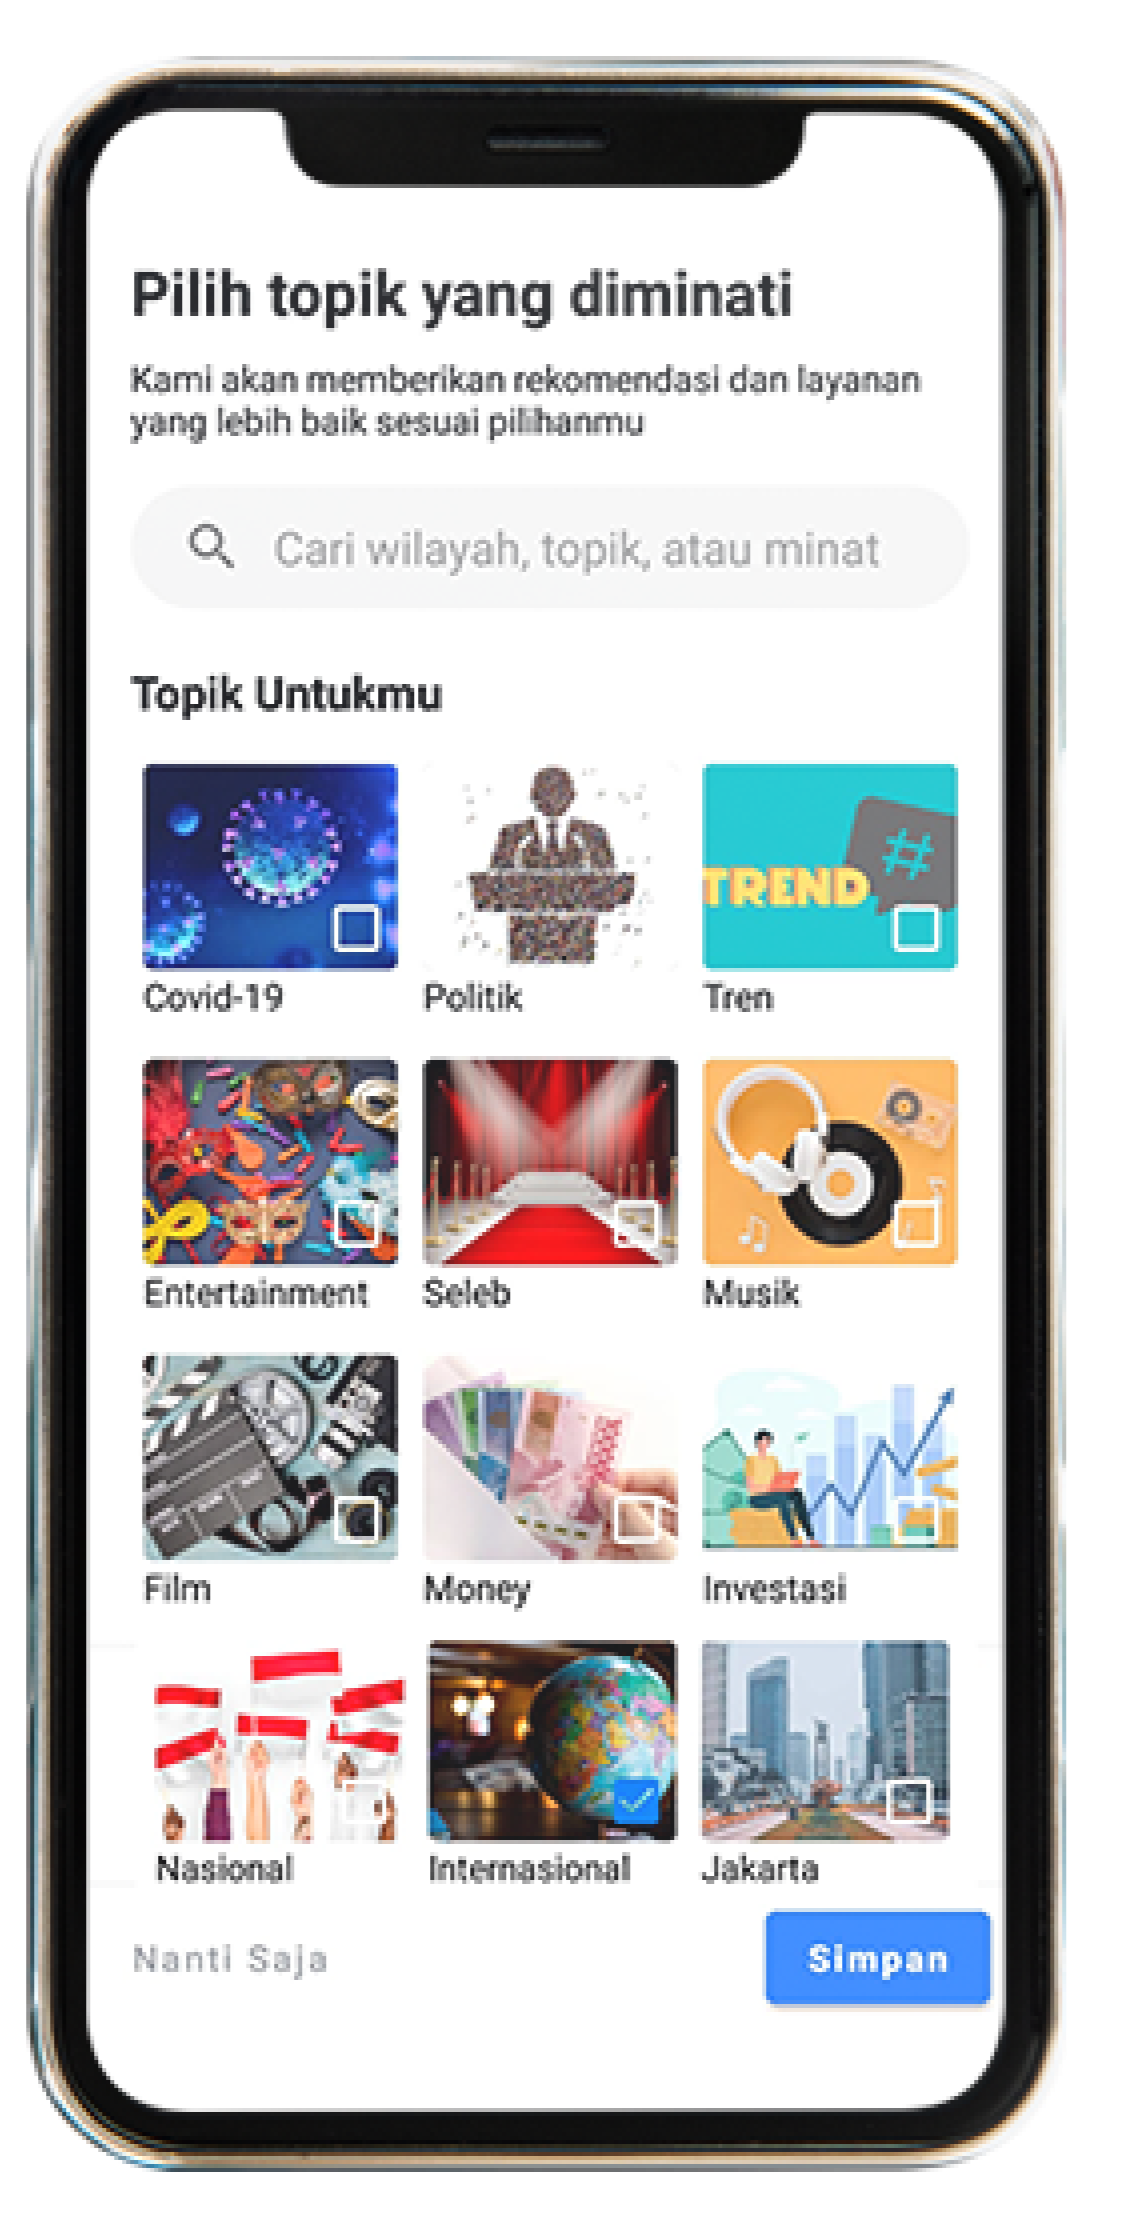 Pilih topik yang diminati
Kami akan memberikan rekomendasi dan layanan
yang lebih baik sesuai pilihanmu
Cari wilayah, topik, atau minat
Topik Untukmu
TREND
#
Covid-19
Politik
Tren
Entertainment
Seleb
Musik
Film
Money
Investasi
Nasional
Internasional
Jakarta
Nanti Saja
Simpan